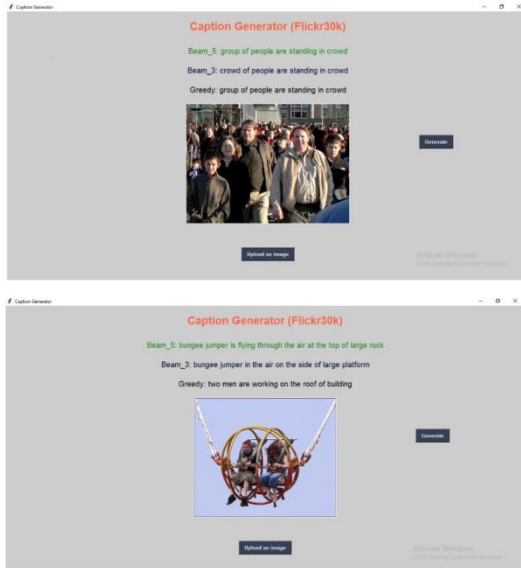 Caption Generator
Caption Generator (Flickr30k)
Beam_5: group of people are standing in crowd
Beam_3: crowd of people are standing in crowd
Greedy: group of people are standing in crowd
Generate
Upload an image
Activate Windows
Caption Generator
Caption Generator (Flickr30k)
Beam_5: bungee jumper is flying through the air at the top of large rock
Beam_3: bungee jumper in the air on the side of large platform
Greedy: two men are working on the roof of building
Generate
Upload an image
Activate Windows